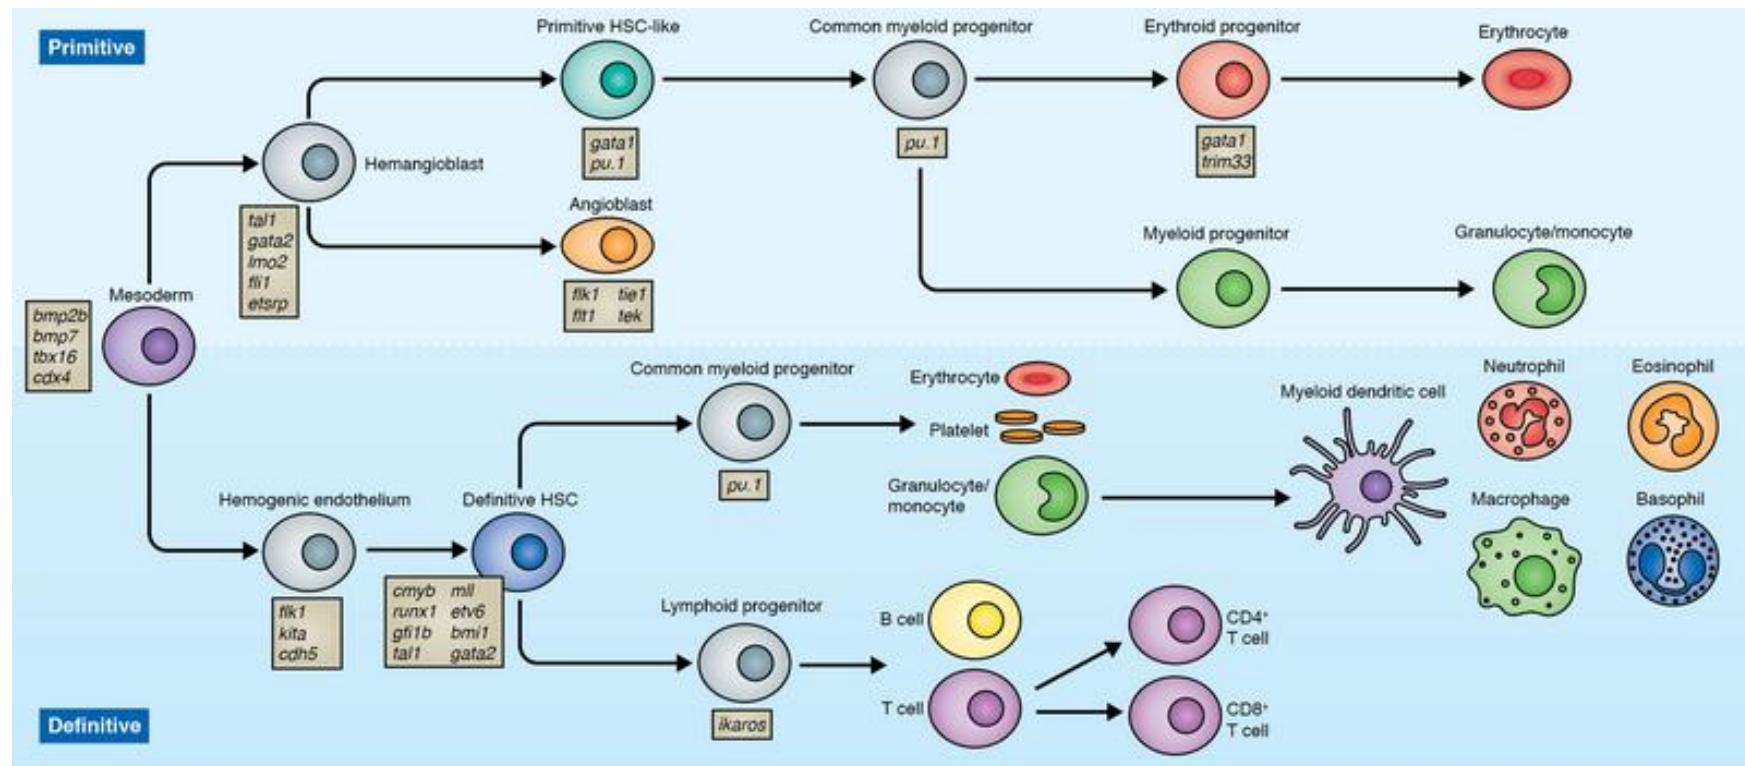 Primitive
Primitive HSC-like
Common myeloid progenitor
Erythroid progenitor
Erythrocyte
gata1
pu.1
pu.1
gata1
trim33
Hemangioblast
tal1
gata2
lmo2
fli1
etsrp
Angioblast
flk1 tie1
flt1 tek
Myeloid progenitor
Granulocyte/monocyte
Mesoderm
bmp2b
bmp7
tbx16
cdx4
Common myeloid progenitor
pu.1
Erythrocyte
Platelet
Granulocyte/
monocyte
Myeloid dendritic cell
Neutrophil
Eosinophil
Macrophage
Basophil
Hemogenic endothelium
flk1
kita
cdh5
Definitive HSC
cmyb mll
runx1 etv6
gfi1b bmi1
tal1 gata2
Lymphoid progenitor
ikaros
B cell
T cell
CD4+
T cell
CD8+
T cell
Definitive